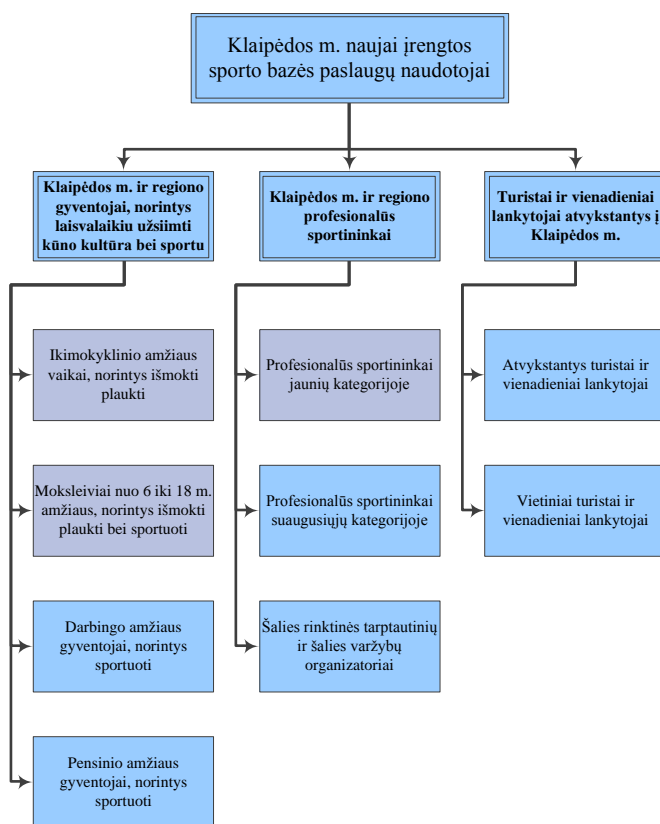 Klaipėdos m. naujai įrengtos
sporto bazės paslaugų naudotojai
Klaipėdos m. ir regiono
gyventojai, norintys
laisvalaikiu užsiimti
kūno kultūra bei sportu
Klaipėdos m. ir regiono
profesionalūs
sportininkai
Turistai ir vienadieniai
lankytojai atvykstantys į
Klaipėdos m.
Ikimokyklinio amžiaus
vaikai, norintys išmokti
plaukti
Moksleiviai nuo 6 iki 18 m.
amžiaus, norintys išmokti
plaukti bei sportuoti
Darbingo amžiaus
gyventojai, norintys
sportuoti
Pensinio amžiaus
gyventojai, norintys
sportuoti
Profesionalūs sportininkai
jaunių kategorijoje
Profesionalūs sportininkai
suaugusiųjų kategorijoje
Šalies rinktinės tarptautinių
ir šalies varžybų
organizatoriai
Atvykstantys turistai ir
vienadieniai lankytojai
Vietiniai turistai ir
vienadieniai lankytojai